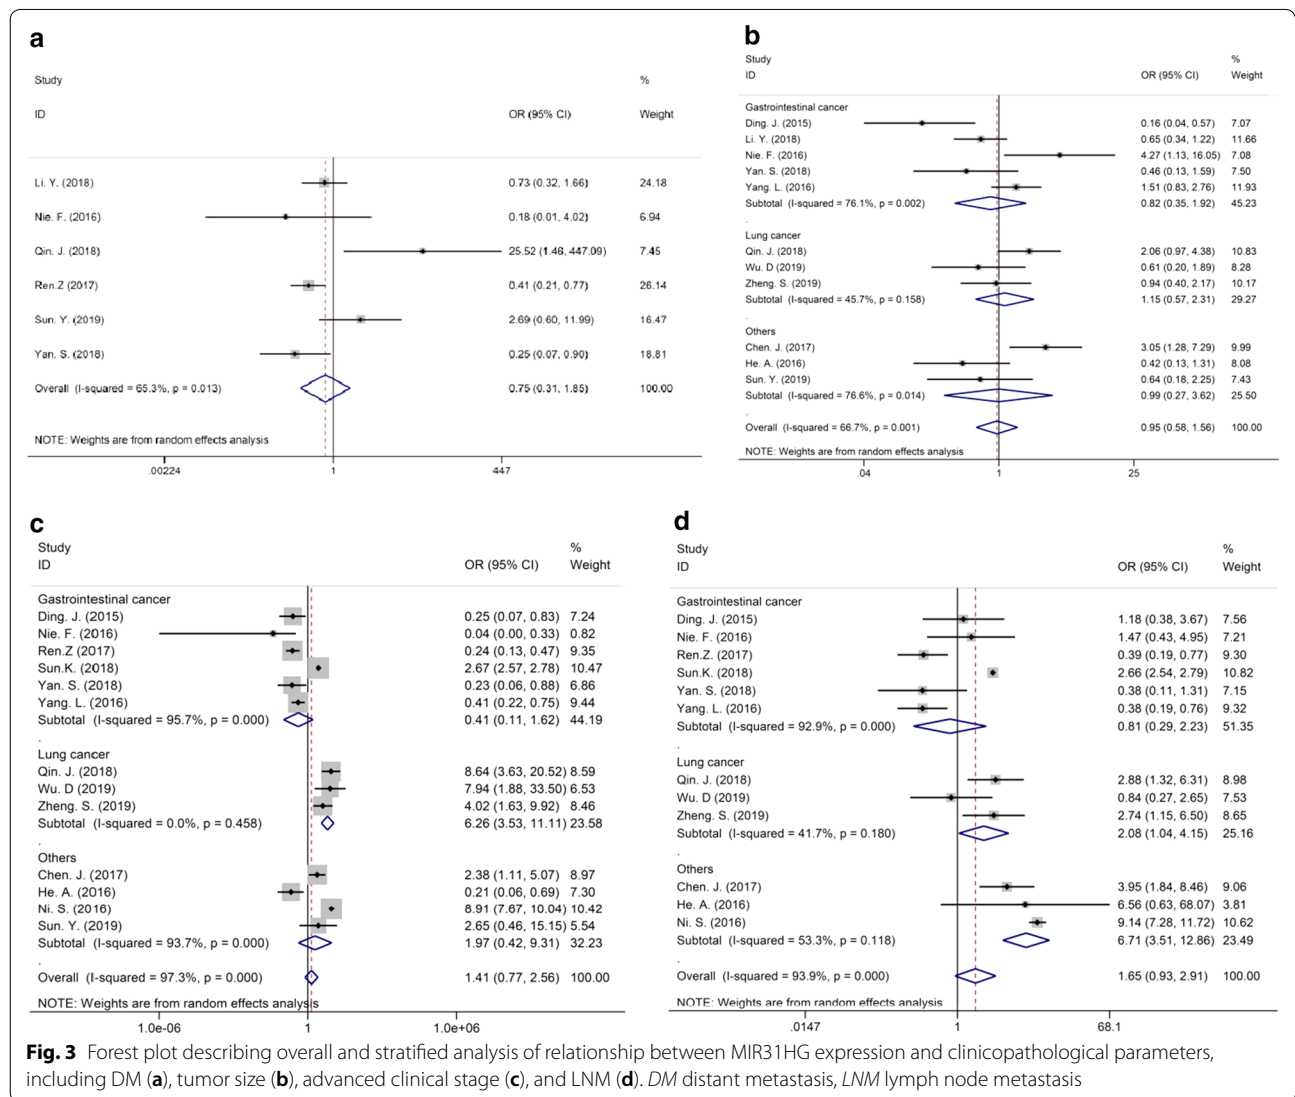 a
Study %
ID OR (95% CI) Weight
Li. Y. (2018) 0.73 (0.32, 1.66) 24.18
Nie. F. (2016) 0.18 (0.01, 4.02) 6.94
Qin. J. (2018) 25.52 (1.46, 447.09) 7.45
Ren.Z (2017) 0.41 (0.21, 0.77) 26.14
Sun. Y. (2019) 2.69 (0.60, 11.99) 16.47
Yan. S. (2018) 0.25 (0.07, 0.90) 18.81
Overall (I-squared = 65.3%, p = 0.013) 0.75 (0.31, 1.85) 100.00
NOTE: Weights are from random effects analysis
.00224 1 447
b
Study %
ID OR (95% CI) Weight
Gastrointestinal cancer
Ding. J. (2015) 0.16 (0.04, 0.57) 7.07
Li. Y. (2018) 0.65 (0.34, 1.22) 11.66
Nie. F. (2016) 4.27 (1.13, 16.05) 7.08
Yan. S. (2018) 0.46 (0.13, 1.59) 7.50
Yang. L. (2016) 1.51 (0.83, 2.76) 11.93
Subtotal (I-squared = 76.1%, p = 0.002) 0.82 (0.35, 1.92) 45.23
.
Lung cancer
Qin. J. (2018) 2.06 (0.97, 4.38) 10.83
Wu. D (2019) 0.61 (0.20, 1.89) 8.28
Zheng. S. (2019) 0.94 (0.40, 2.17) 10.17
Subtotal (I-squared = 45.7%, p = 0.158) 1.15 (0.57, 2.31) 29.27
.
Others
Chen. J. (2017) 3.05 (1.28, 7.29) 9.99
He. A. (2016) 0.42 (0.13, 1.31) 8.08
Sun. Y. (2019) 0.64 (0.18, 2.25) 7.43
Subtotal (I-squared = 76.6%, p = 0.014) 0.99 (0.27, 3.62) 25.50
.
Overall (I-squared = 66.7%, p = 0.001) 0.95 (0.58, 1.56) 100.00
NOTE: Weights are from random effects analysis
.04 1 25
c
Study %
ID OR (95% CI) Weight
Gastrointestinal cancer
Ding. J. (2015) 0.25 (0.07, 0.83) 7.24
Nie. F. (2016) 0.04 (0.00, 0.33) 0.82
Ren.Z (2017) 0.24 (0.13, 0.47) 9.35
Sun.K. (2018) 2.67 (2.57, 2.78) 10.47
Yan. S. (2018) 0.23 (0.06, 0.88) 6.86
Yang. L. (2016) 0.41 (0.22, 0.75) 9.44
Subtotal (I-squared = 95.7%, p = 0.000) 0.41 (0.11, 1.62) 44.19
.
Lung cancer
Qin. J. (2018) 8.64 (3.63, 20.52) 8.59
Wu. D (2019) 7.94 (1.88, 33.50) 6.53
Zheng. S. (2019) 4.02 (1.63, 9.92) 8.46
Subtotal (I-squared = 0.0%, p = 0.458) 6.26 (3.53, 11.11) 23.58
.
Others
Chen. J. (2017) 2.38 (1.11, 5.07) 8.97
He. A. (2016) 0.21 (0.06, 0.69) 7.30
Ni. S. (2016) 8.91 (7.67, 10.04) 10.42
Sun. Y. (2019) 2.65 (0.46, 15.15) 5.54
Subtotal (I-squared = 93.7%, p = 0.000) 1.97 (0.42, 9.31) 32.23
.
Overall (I-squared = 97.3%, p = 0.000) 1.41 (0.77, 2.56) 100.00
NOTE: Weights are from random effects analysis
1.0e-06 1 1.0e+06
d
Study %
ID OR (95% CI) Weight
Gastrointestinal cancer
Ding. J. (2015) 1.18 (0.38, 3.67) 7.56
Nie. F. (2016) 1.47 (0.43, 4.95) 7.21
Ren.Z. (2017) 0.39 (0.19, 0.77) 9.30
Sun.K. (2018) 2.66 (2.54, 2.79) 10.82
Yan. S. (2018) 0.38 (0.11, 1.31) 7.15
Yang. L. (2016) 0.38 (0.19, 0.76) 9.32
Subtotal (I-squared = 92.9%, p = 0.000) 0.81 (0.29, 2.23) 51.35
.
Lung cancer
Qin. J. (2018) 2.88 (1.32, 6.31) 8.98
Wu. D (2019) 0.84 (0.27, 2.65) 7.53
Zheng. S. (2019) 2.74 (1.15, 6.50) 8.65
Subtotal (I-squared = 41.7%, p = 0.180) 2.08 (1.04, 4.15) 25.16
.
Others
Chen. J. (2017) 3.95 (1.84, 8.46) 9.06
He. A. (2016) 6.56 (0.63, 68.07) 3.81
Ni. S. (2016) 9.14 (7.28, 11.72) 10.62
Subtotal (I-squared = 53.3%, p = 0.118) 6.71 (3.51, 12.86) 23.49
.
Overall (I-squared = 93.9%, p = 0.000) 1.65 (0.93, 2.91) 100.00
NOTE: Weights are from random effects analysis
.0147 1 68.1
Fig. 3 Forest plot describing overall and stratified analysis of relationship between MIR31HG expression and clinicopathological parameters,
including DM (a), tumor size (b), advanced clinical stage (c), and LNM (d). DM distant metastasis, LNM lymph node metastasis